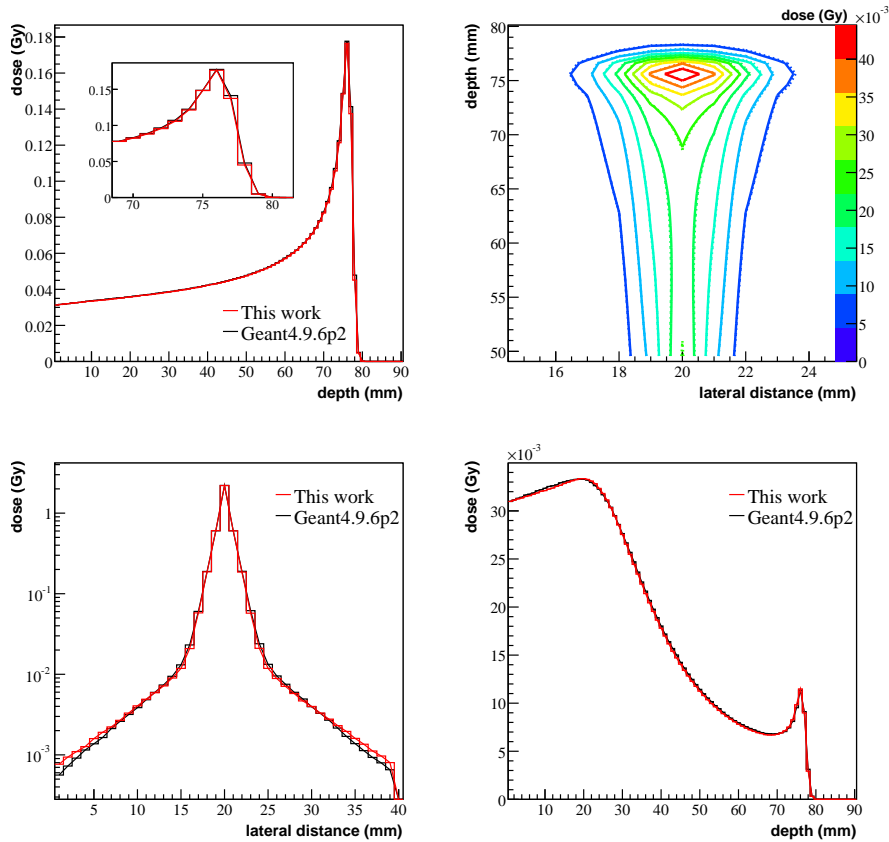 dose (Gy)
0.18
0.16
0.14
0.12
0.1
0.08
0.06
0.04
0.02
0
0.15
0.1
0.05
0
70 75 80
This work
Geant4.9.6p2
10 20 30 40 50 60 70 80 90
depth (mm)
dose (Gy) ×10⁻³
depth (mm)
80
75
70
65
60
55
50
40
35
30
25
20
15
10
5
0
16 18 20 22 24
lateral distance (mm)
dose (Gy)
1
10⁻¹
10⁻²
10⁻³
This work
Geant4.9.6p2
5 10 15 20 25 30 35 40
lateral distance (mm)
×10⁻³
dose (Gy)
35
30
25
20
15
10
5
0
This work
Geant4.9.6p2
10 20 30 40 50 60 70 80 90
depth (mm)